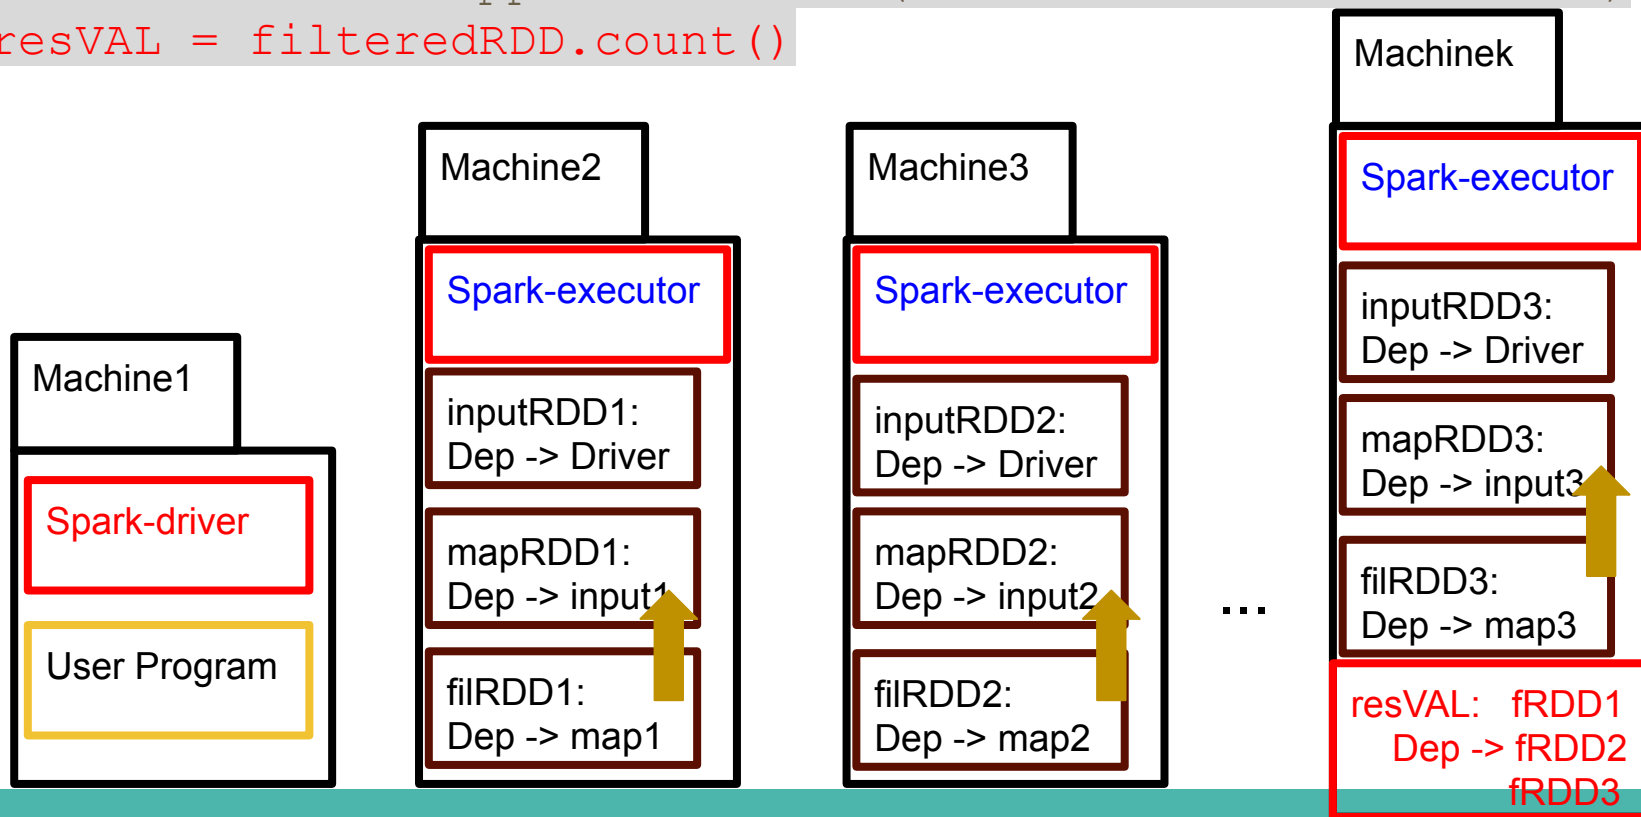 resVAL = filteredRDD.count()
Machine1
Spark-driver
User Program
Machine2
Spark-executor
inputRDD1:
Dep -> Driver
mapRDD1:
Dep -> input1
filRDD1:
Dep -> map1
Machine3
Spark-executor
inputRDD2:
Dep -> Driver
mapRDD2:
Dep -> input2
filRDD2:
Dep -> map2
...
Machinek
Spark-executor
inputRDD3:
Dep -> Driver
mapRDD3:
Dep -> input3
filRDD3:
Dep -> map3
resVAL: fRDD1
Dep -> fRDD2
fRDD3